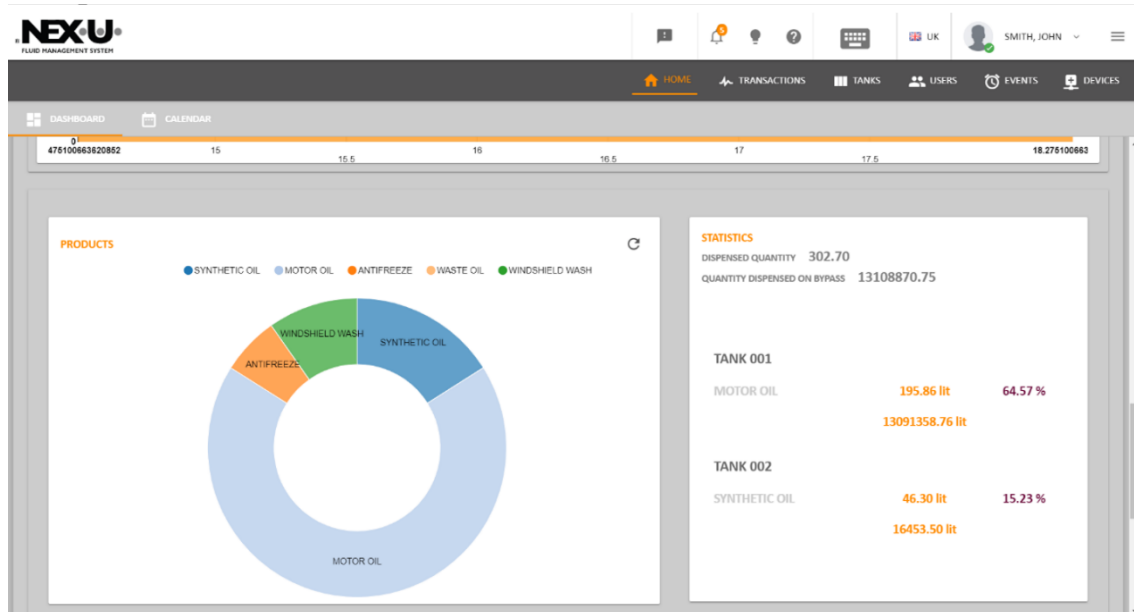 .NEX·U·
FLUID MANAGEMENT SYSTEM
5
UK
SMITH, JOHN
HOME
TRANSACTIONS
TANKS
USERS
EVENTS
DEVICES
DASHBOARD
CALENDAR
0
475100663620852
15
15.5
16
16.5
17
17.5
18.275100663
PRODUCTS
SYNTHETIC OIL
MOTOR OIL
ANTIFREEZE
WASTE OIL
WINDSHIELD WASH
WINDSHIELD WASH
SYNTHETIC OIL
ANTIFREEZE
MOTOR OIL
STATISTICS
DISPENSED QUANTITY 302.70
QUANTITY DISPENSED ON BYPASS 13108870.75
TANK 001
MOTOR OIL 195.86 lit 64.57 %
13091358.76 lit
TANK 002
SYNTHETIC OIL 46.30 lit 15.23 %
16453.50 lit